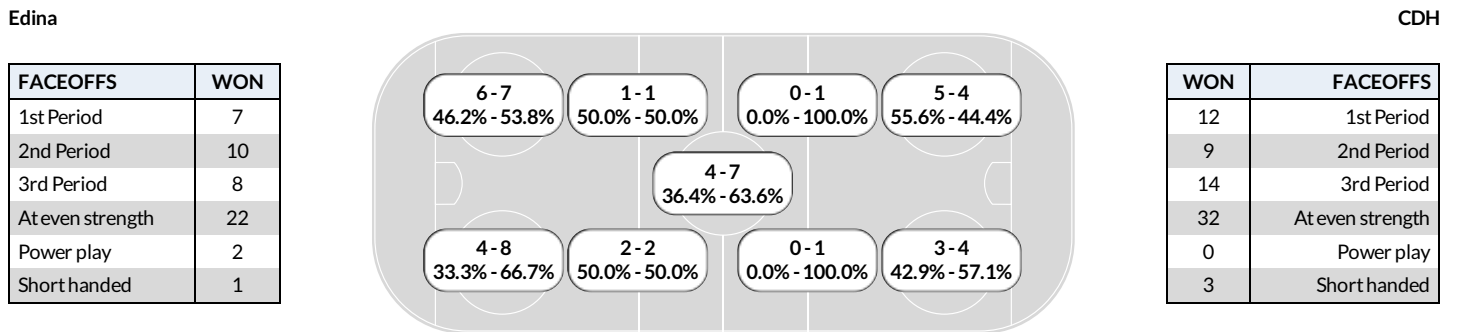 Edina
CDH
FACEOFFS WON
1st Period 7
2nd Period 10
3rd Period 8
At even strength 22
Power play 2
Short handed 1
6 - 7
46.2% - 53.8%
1 - 1
50.0% - 50.0%
0 - 1
0.0% - 100.0%
5 - 4
55.6% - 44.4%
4 - 7
36.4% - 63.6%
4 - 8
33.3% - 66.7%
2 - 2
50.0% - 50.0%
0 - 1
0.0% - 100.0%
3 - 4
42.9% - 57.1%
WON FACEOFFS
12 1st Period
9 2nd Period
14 3rd Period
32 At even strength
0 Power play
3 Short handed